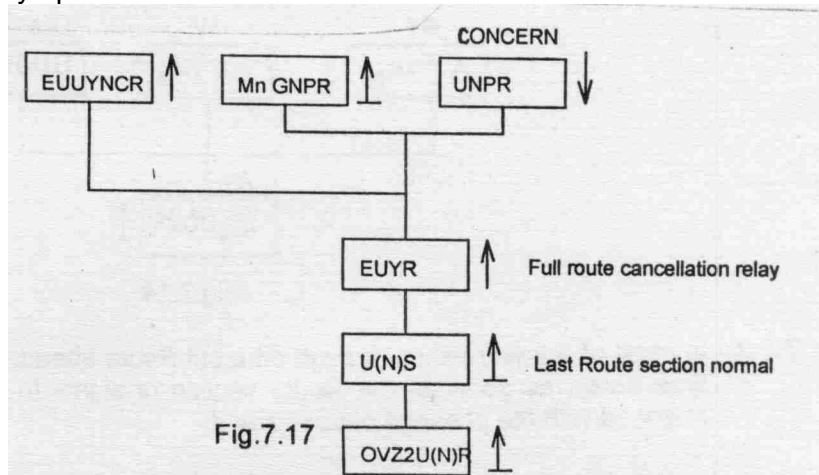 CONCERN
EUUYNCR
Mn GNPR
UNPR
EUYR
Full route cancellation relay
U(N)S
Last Route section normal
Fig.7.17
OVZ2U(N)R